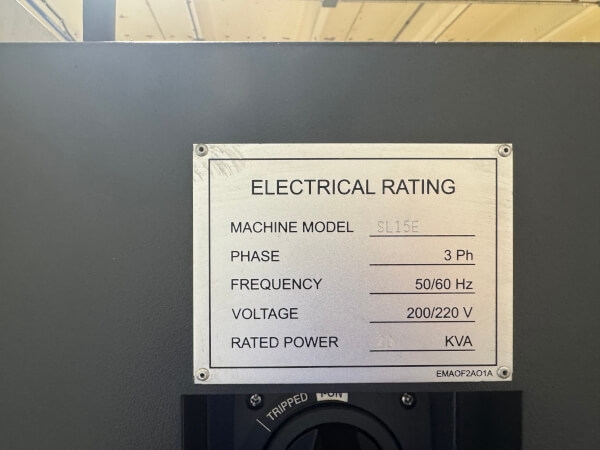 ELECTRICAL RATING
MACHINE MODEL SL15E
PHASE 3 Ph
FREQUENCY 50/60 Hz
VOLTAGE 200/220 V
RATED POWER KVA
EMAOF2AO1A
TRIPPED